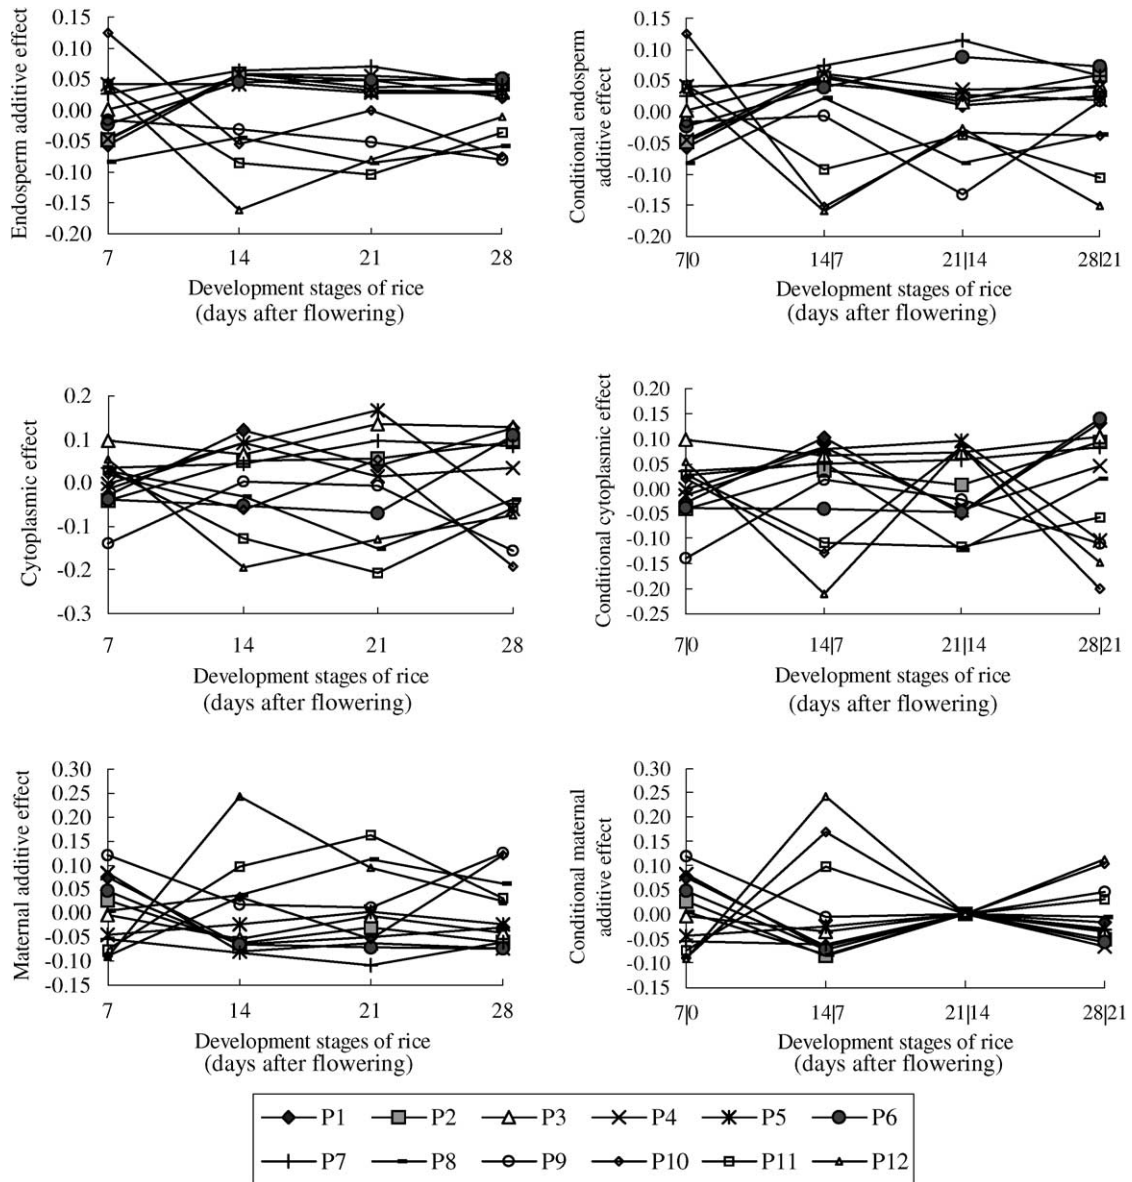 Endosperm additive effect
0.15
0.10
0.05
0.00
-0.05
-0.10
-0.15
-0.20
7 14 21 28
Development stages of rice
(days after flowering)
Conditional endosperm
additive effect
0.15
0.10
0.05
0.00
-0.05
-0.10
-0.15
-0.20
7|0 14|7 21|14 28|21
Development stages of rice
(days after flowering)
Cytoplasmic effect
0.2
0.1
0.0
-0.1
-0.2
-0.3
7 14 21 28
Development stages of rice
(days after flowering)
Conditional cytoplasmic effect
0.20
0.15
0.10
0.05
0.00
-0.05
-0.10
-0.15
-0.20
-0.25
7|0 14|7 21|14 28|21
Development stages of rice
(days after flowering)
Maternal additive effect
0.30
0.25
0.20
0.15
0.10
0.05
0.00
-0.05
-0.10
-0.15
7 14 21 28
Development stages of rice
(days after flowering)
Conditional maternal
additive effect
0.30
0.25
0.20
0.15
0.10
0.05
0.00
-0.05
-0.10
-0.15
7|0 14|7 21|14 28|21
Development stages of rice
(days after flowering)
P1 P2 P3 P4 P5 P6
P7 P8 P9 P10 P11 P12